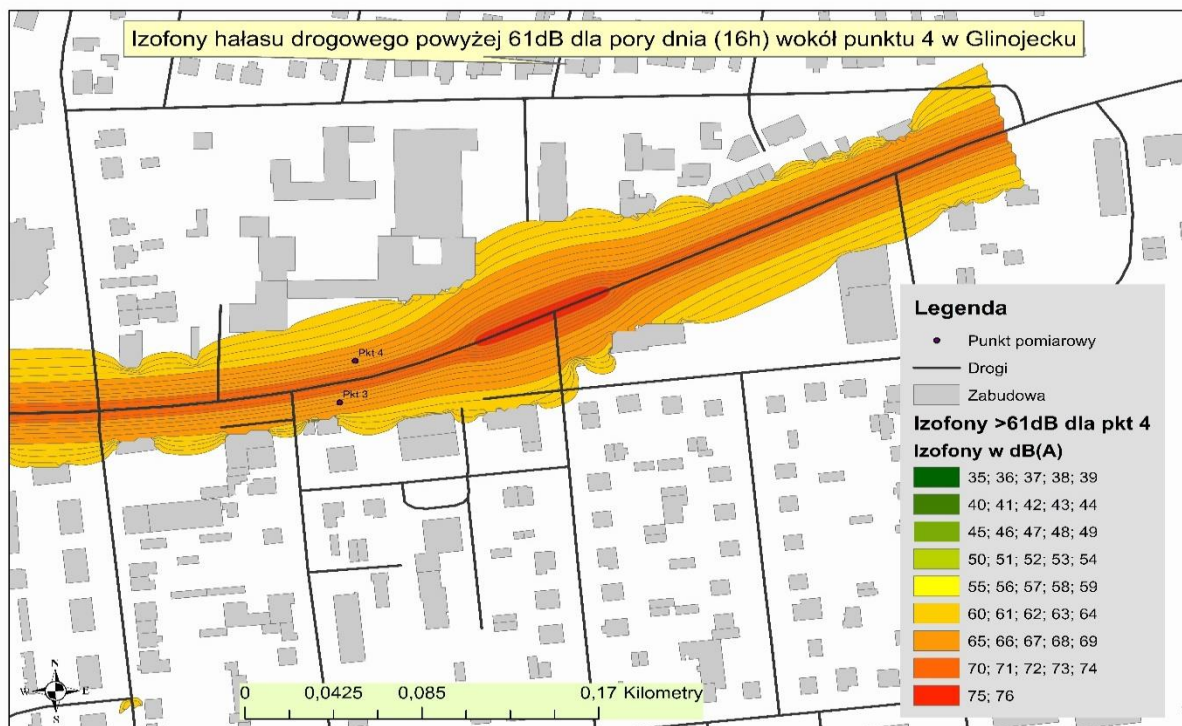 Izofony hałasu drogowego powyżej 61dB dla pory dnia (16h) wokół punktu 4 w Glinojecku
Pkt 4
Pkt 3
Legenda
Punkt pomiarowy
Drogi
Zabudowa
Izofony >61dB dla pkt 4
Izofony w dB(A)
35; 36; 37; 38; 39
40; 41; 42; 43; 44
45; 46; 47; 48; 49
50; 51; 52; 53; 54
55; 56; 57; 58; 59
60; 61; 62; 63; 64
65; 66; 67; 68; 69
70; 71; 72; 73; 74
75; 76
N
W E
S
0 0,0425 0,085 0,17 Kilometry